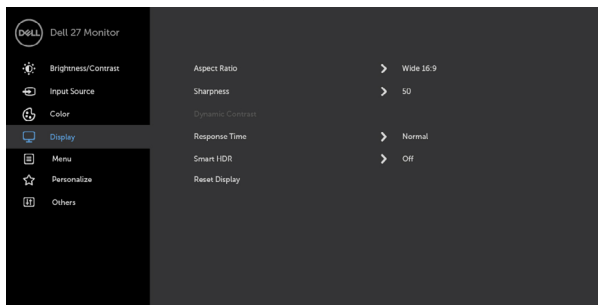 DELL Dell 27 Monitor
Brightness/Contrast
Input Source
Color
Display
Menu
Personalize
Others
Aspect Ratio Wide 16:9
Sharpness 50
Dynamic Contrast
Response Time Normal
Smart HDR Off
Reset Display